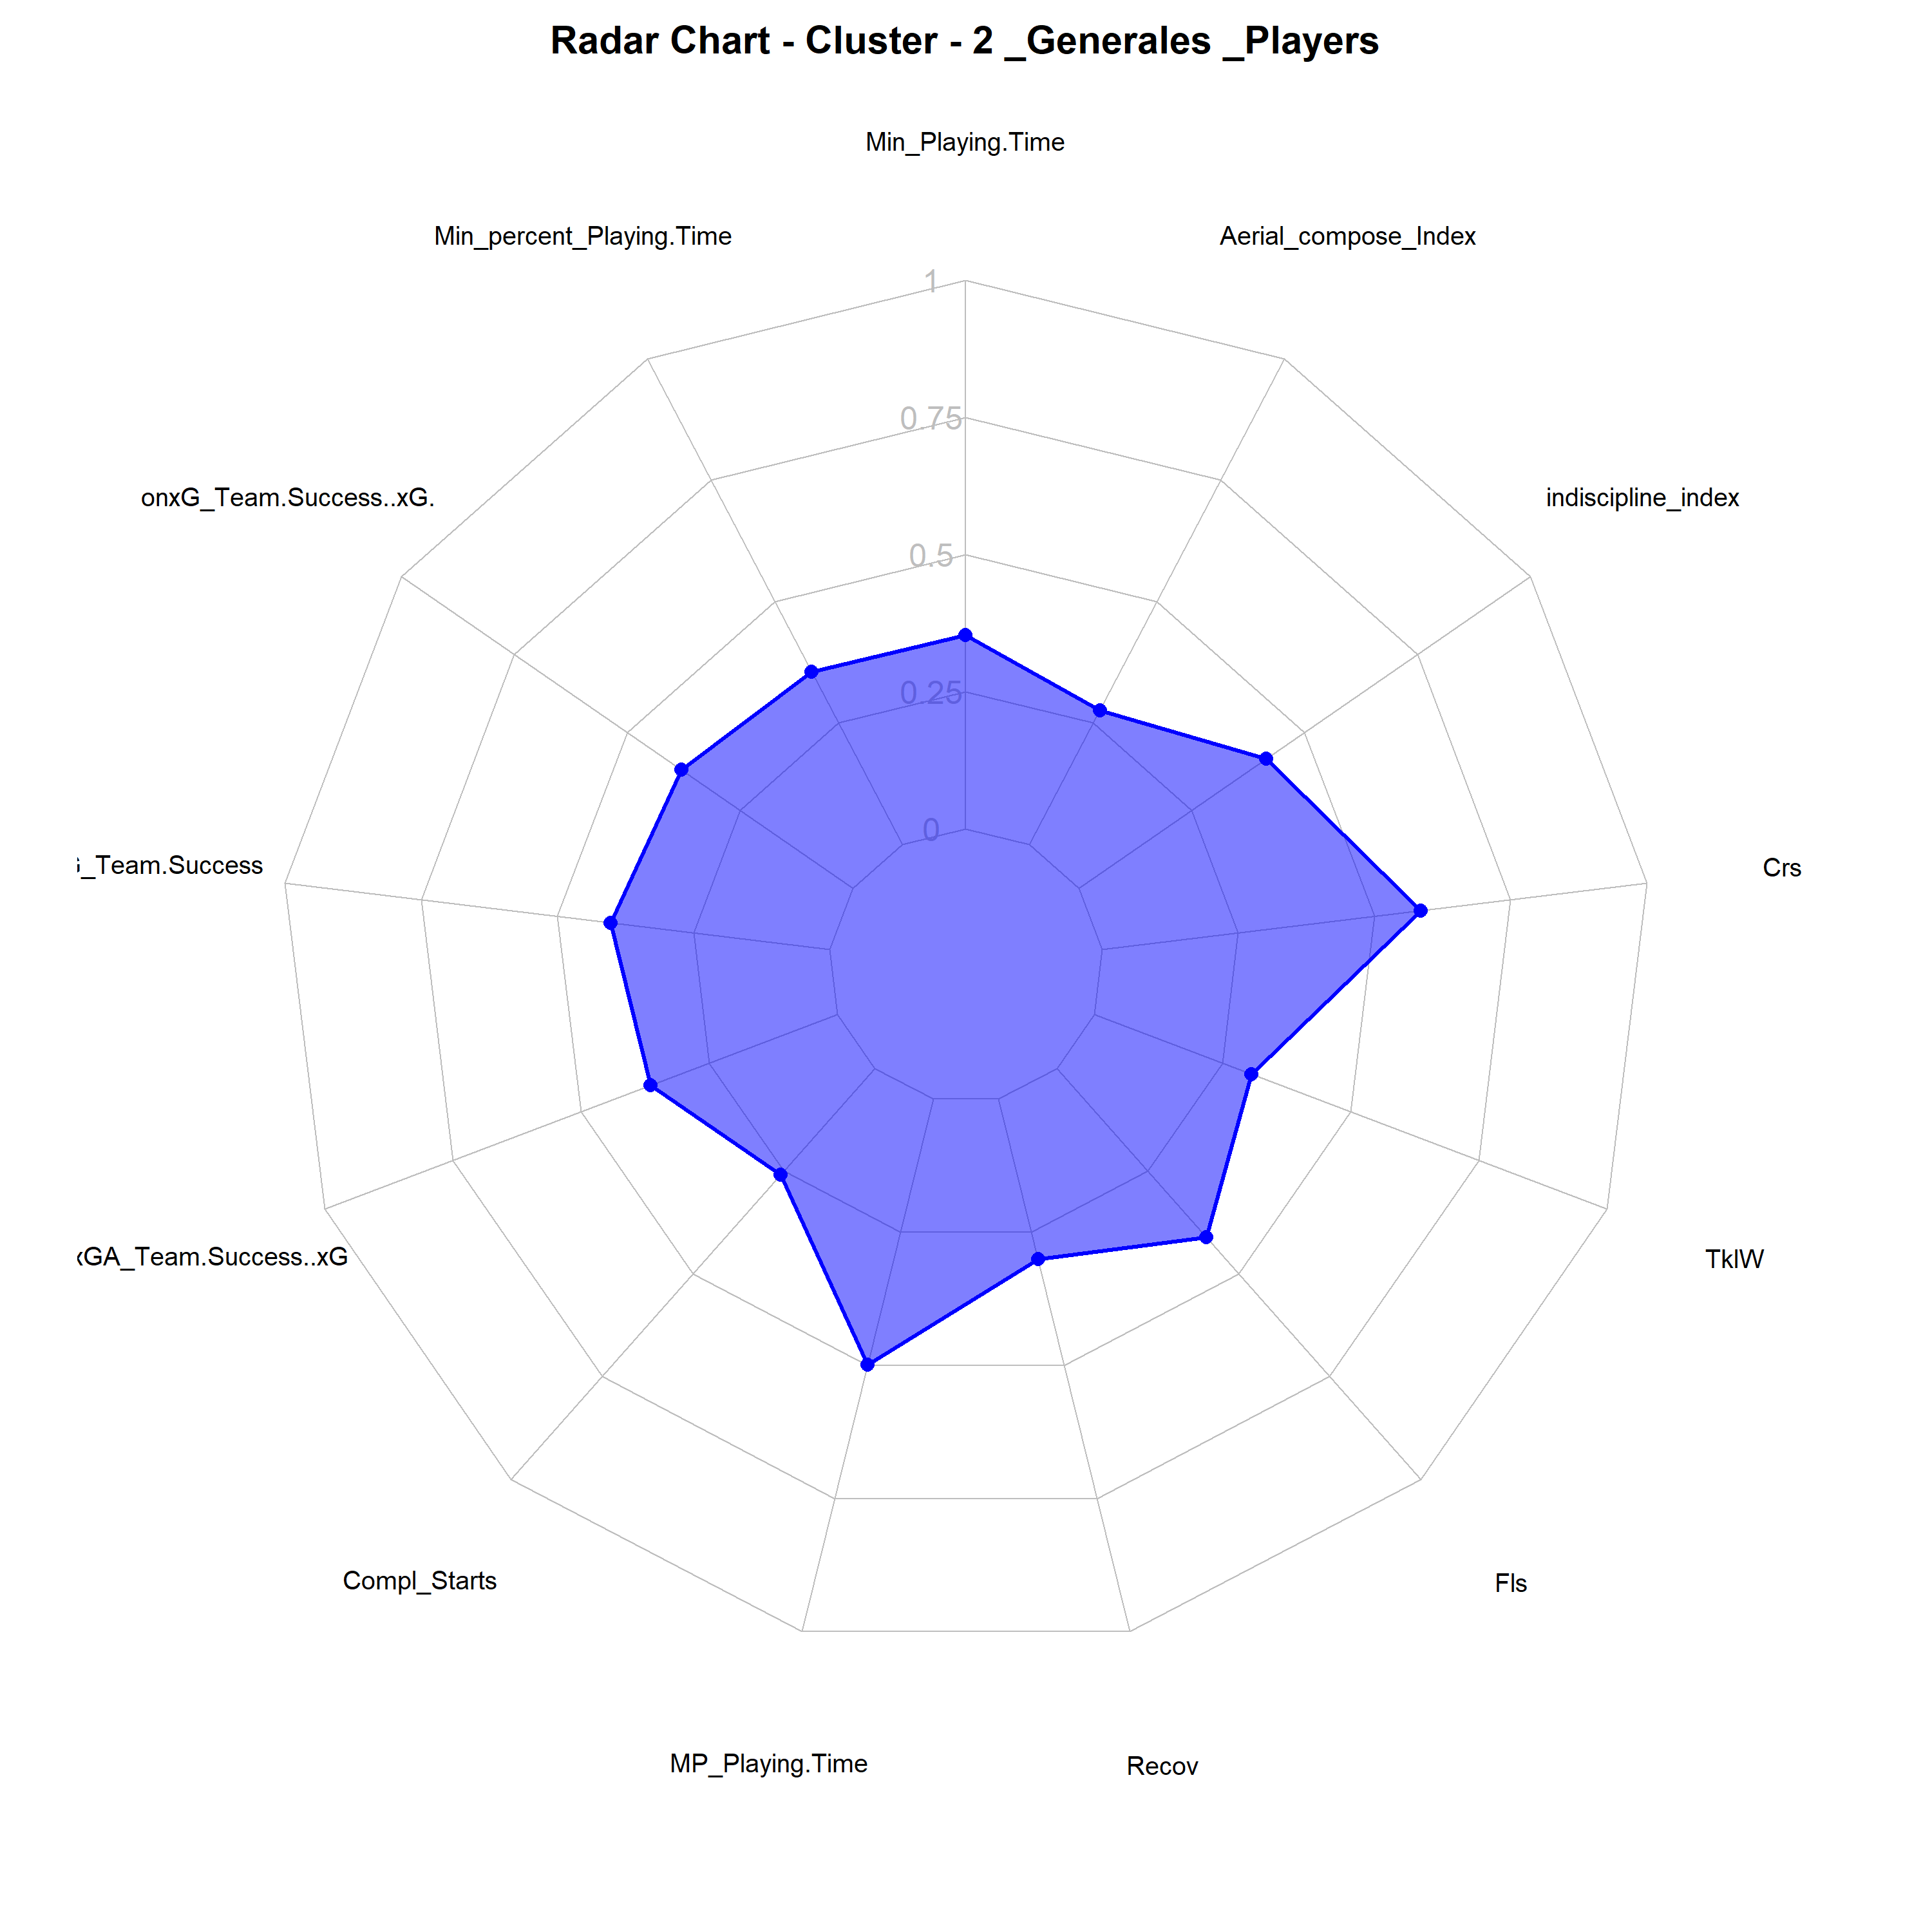 Radar Chart - Cluster - 2 _Generales _Players
Min_Playing.Time
Min_percent_Playing.Time
Aerial_compose_Index
1
0.75
0.5
0.25
0
onxG_Team.Success..xG.
indiscipline_index
_Team.Success
Crs
xGA_Team.Success..xG
TklW
Compl_Starts
Fls
MP_Playing.Time
Recov